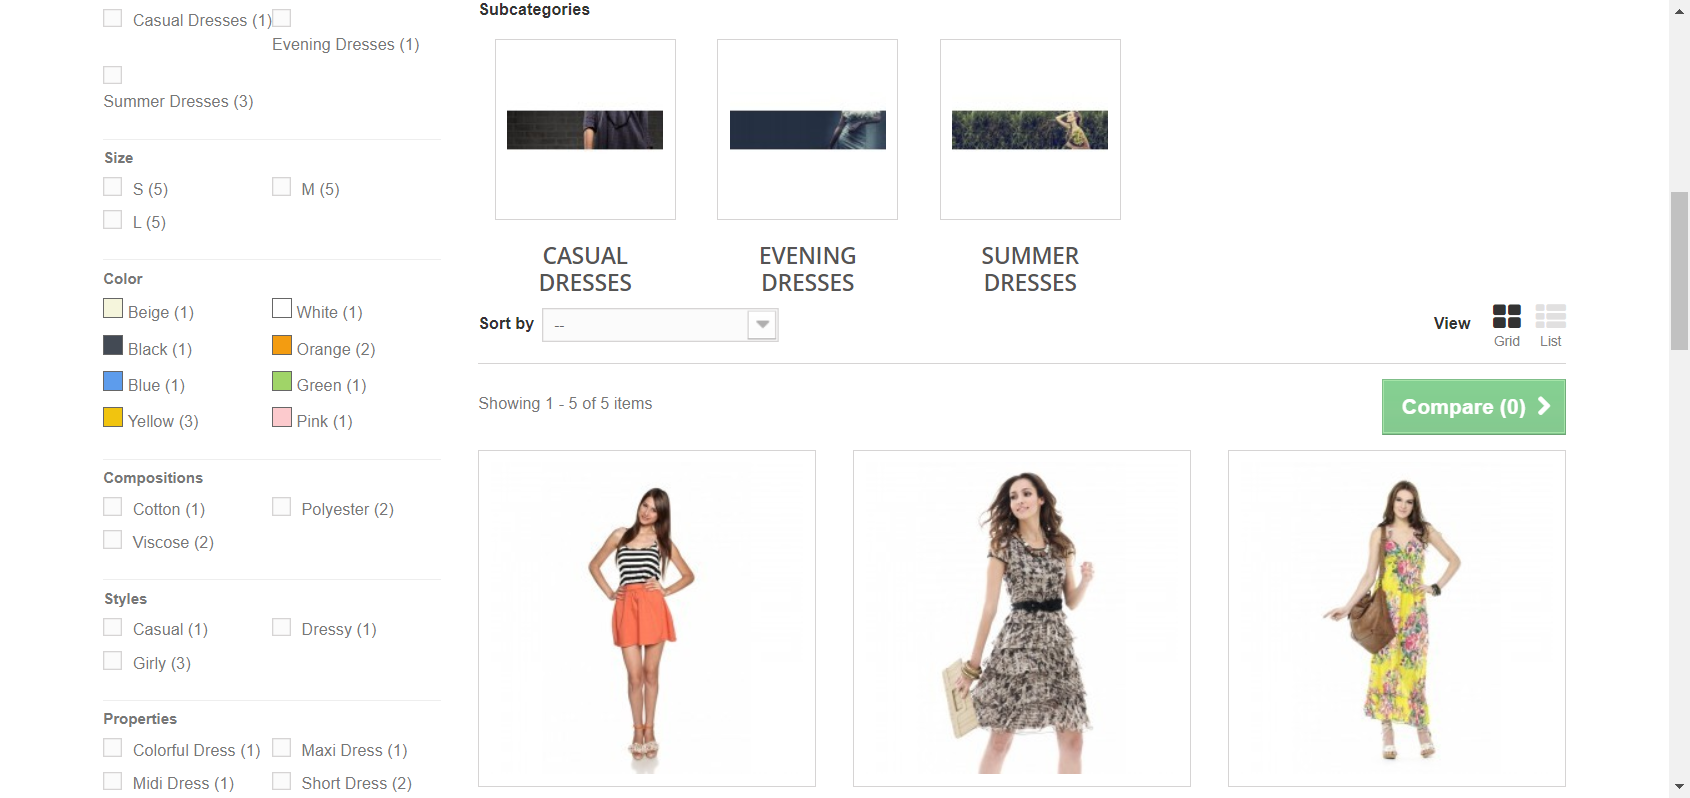 Casual Dresses (1)
Evening Dresses (1)
Summer Dresses (3)
Size
S (5)
M (5)
L (5)
Color
Beige (1)
White (1)
Black (1)
Orange (2)
Blue (1)
Green (1)
Yellow (3)
Pink (1)
Compositions
Cotton (1)
Polyester (2)
Viscose (2)
Styles
Casual (1)
Dressy (1)
Girly (3)
Properties
Colorful Dress (1)
Maxi Dress (1)
Midi Dress (1)
Short Dress (2)
Subcategories
CASUAL
DRESSES
EVENING
DRESSES
SUMMER
DRESSES
Sort by
--
View
Grid
List
Showing 1 - 5 of 5 items
Compare (0)